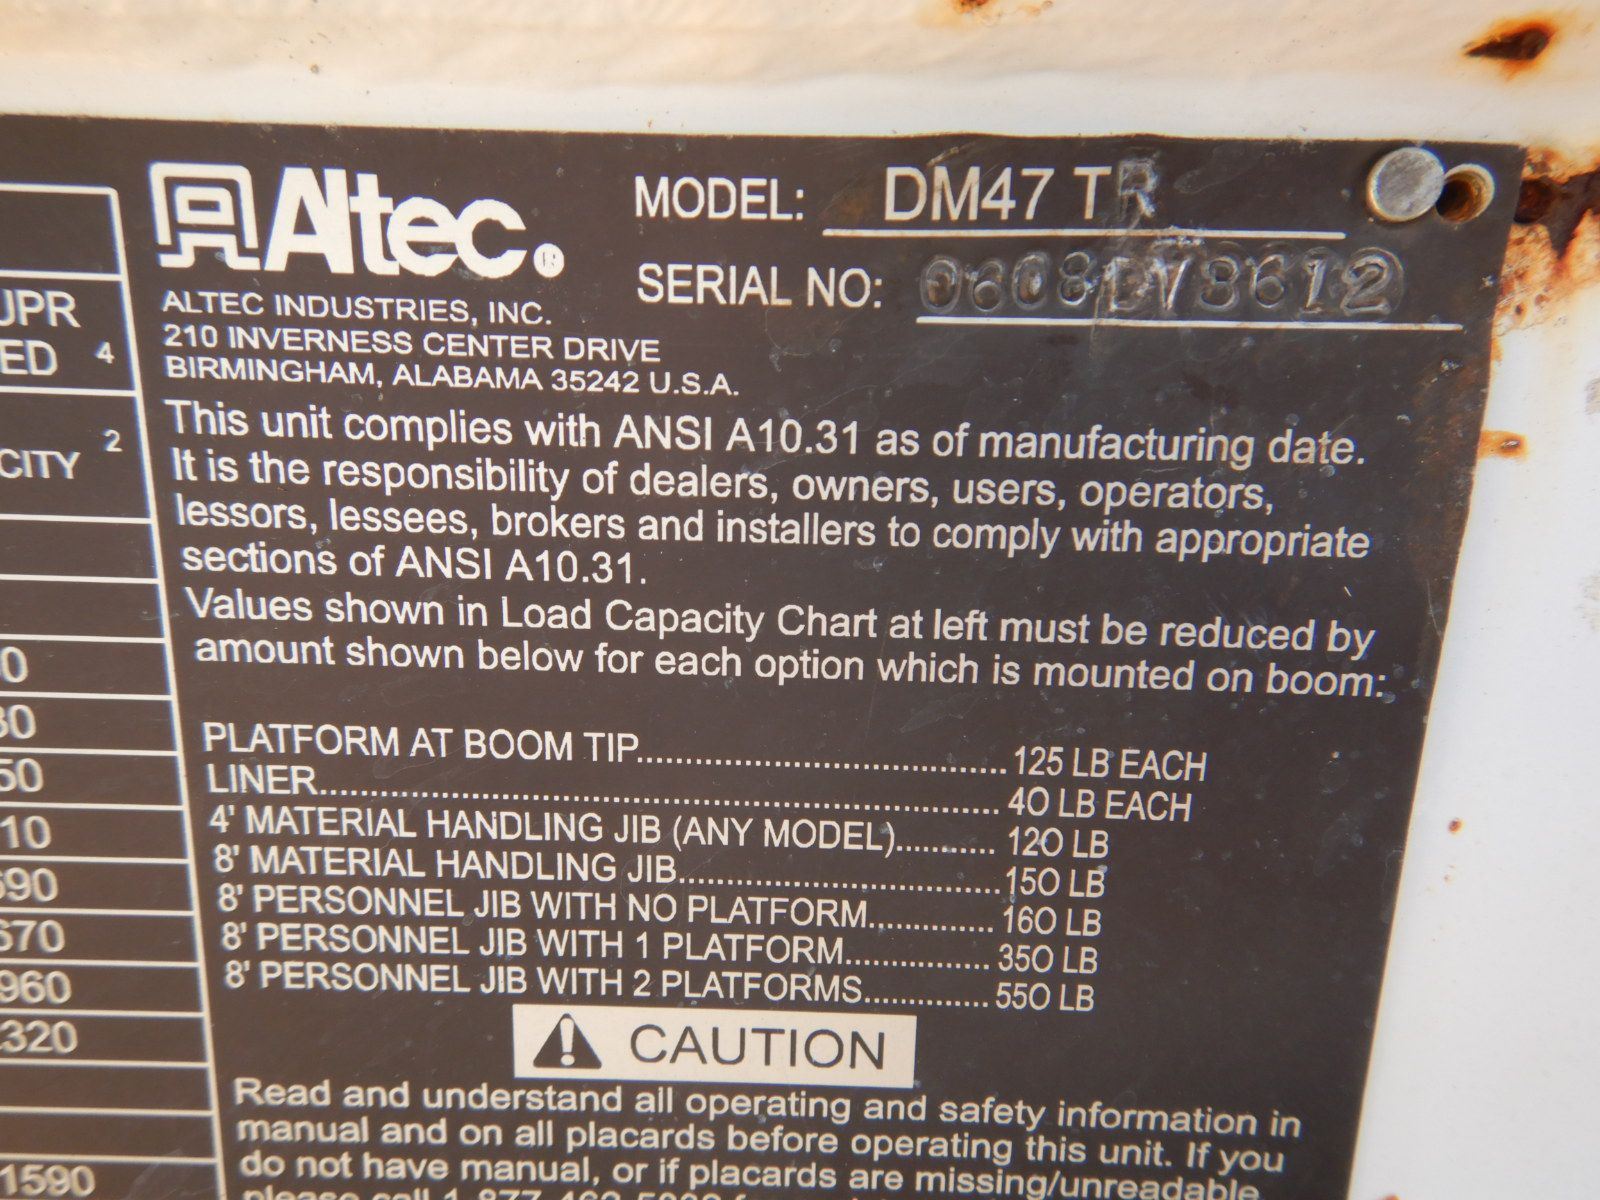 Altec®
MODEL: DM47 TR
SERIAL NO:
ALTEC INDUSTRIES, INC.
210 INVERNESS CENTER DRIVE
BIRMINGHAM, ALABAMA 35242 U.S.A.
This unit complies with ANSI A10.31 as of manufacturing date.
It is the responsibility of dealers, owners, users, operators,
lessors, lessees, brokers and installers to comply with appropriate
sections of ANSI A10.31.
Values shown in Load Capacity Chart at left must be reduced by
amount shown below for each option which is mounted on boom:
PLATFORM AT BOOM TIP.................................... 125 LB EACH
LINER.................................................................. 40 LB EACH
4' MATERIAL HANDLING JIB (ANY MODEL).......... 120 LB
8' MATERIAL HANDLING JIB................................ 150 LB
8' PERSONNEL JIB WITH NO PLATFORM............. 160 LB
8' PERSONNEL JIB WITH 1 PLATFORM............... 350 LB
8' PERSONNEL JIB WITH 2 PLATFORMS............. 550 LB
CAUTION
Read and understand all operating and safety information in
manual and on all placards before operating this unit. If you
do not have manual, or if placards are missing/unreadable
UPR
ED 4
CITY 2
0
30
50
10
690
670
960
320
1590